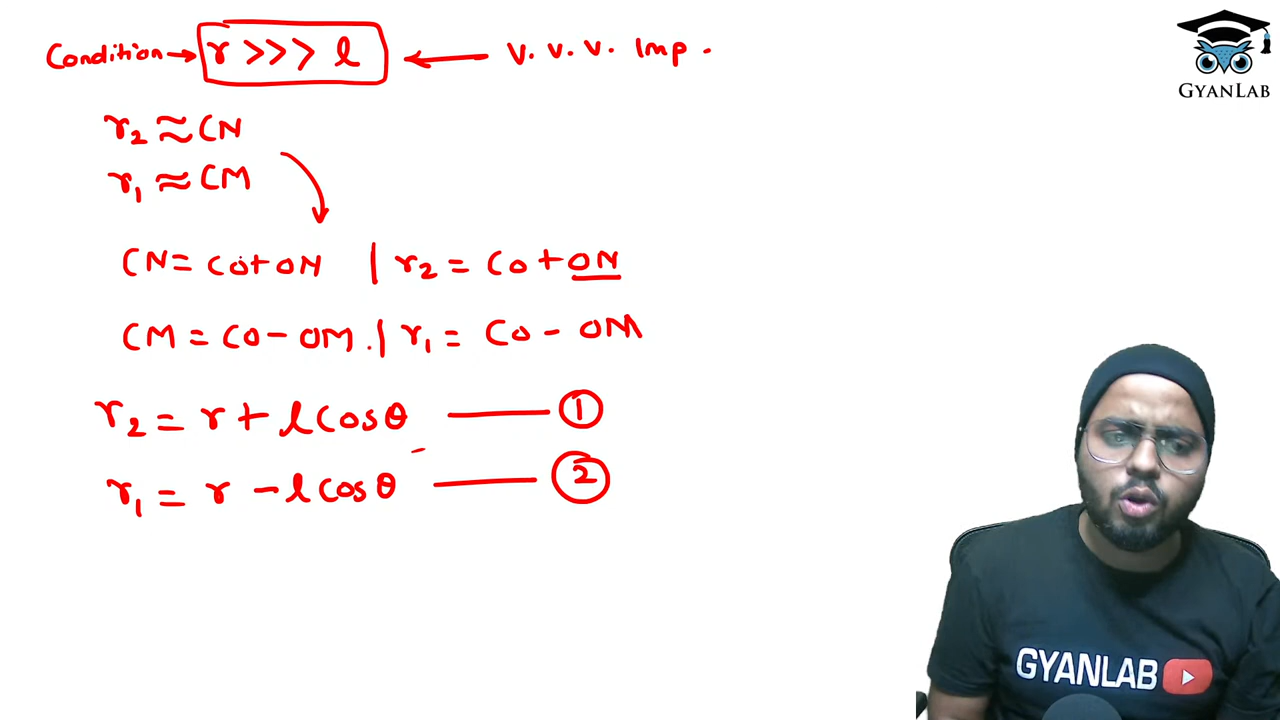 Condition → r >>> l ← V. V. V. Imp.
r₂ ≈ CN
r₁ ≈ CM
CN = CO + ON | r₂ = CO + ON
CM = CO - OM. | r₁ = CO - OM
r₂ = r + l cos θ —— ①
r₁ = r - l cos θ —— ②
GYANLAB
GYANLAB